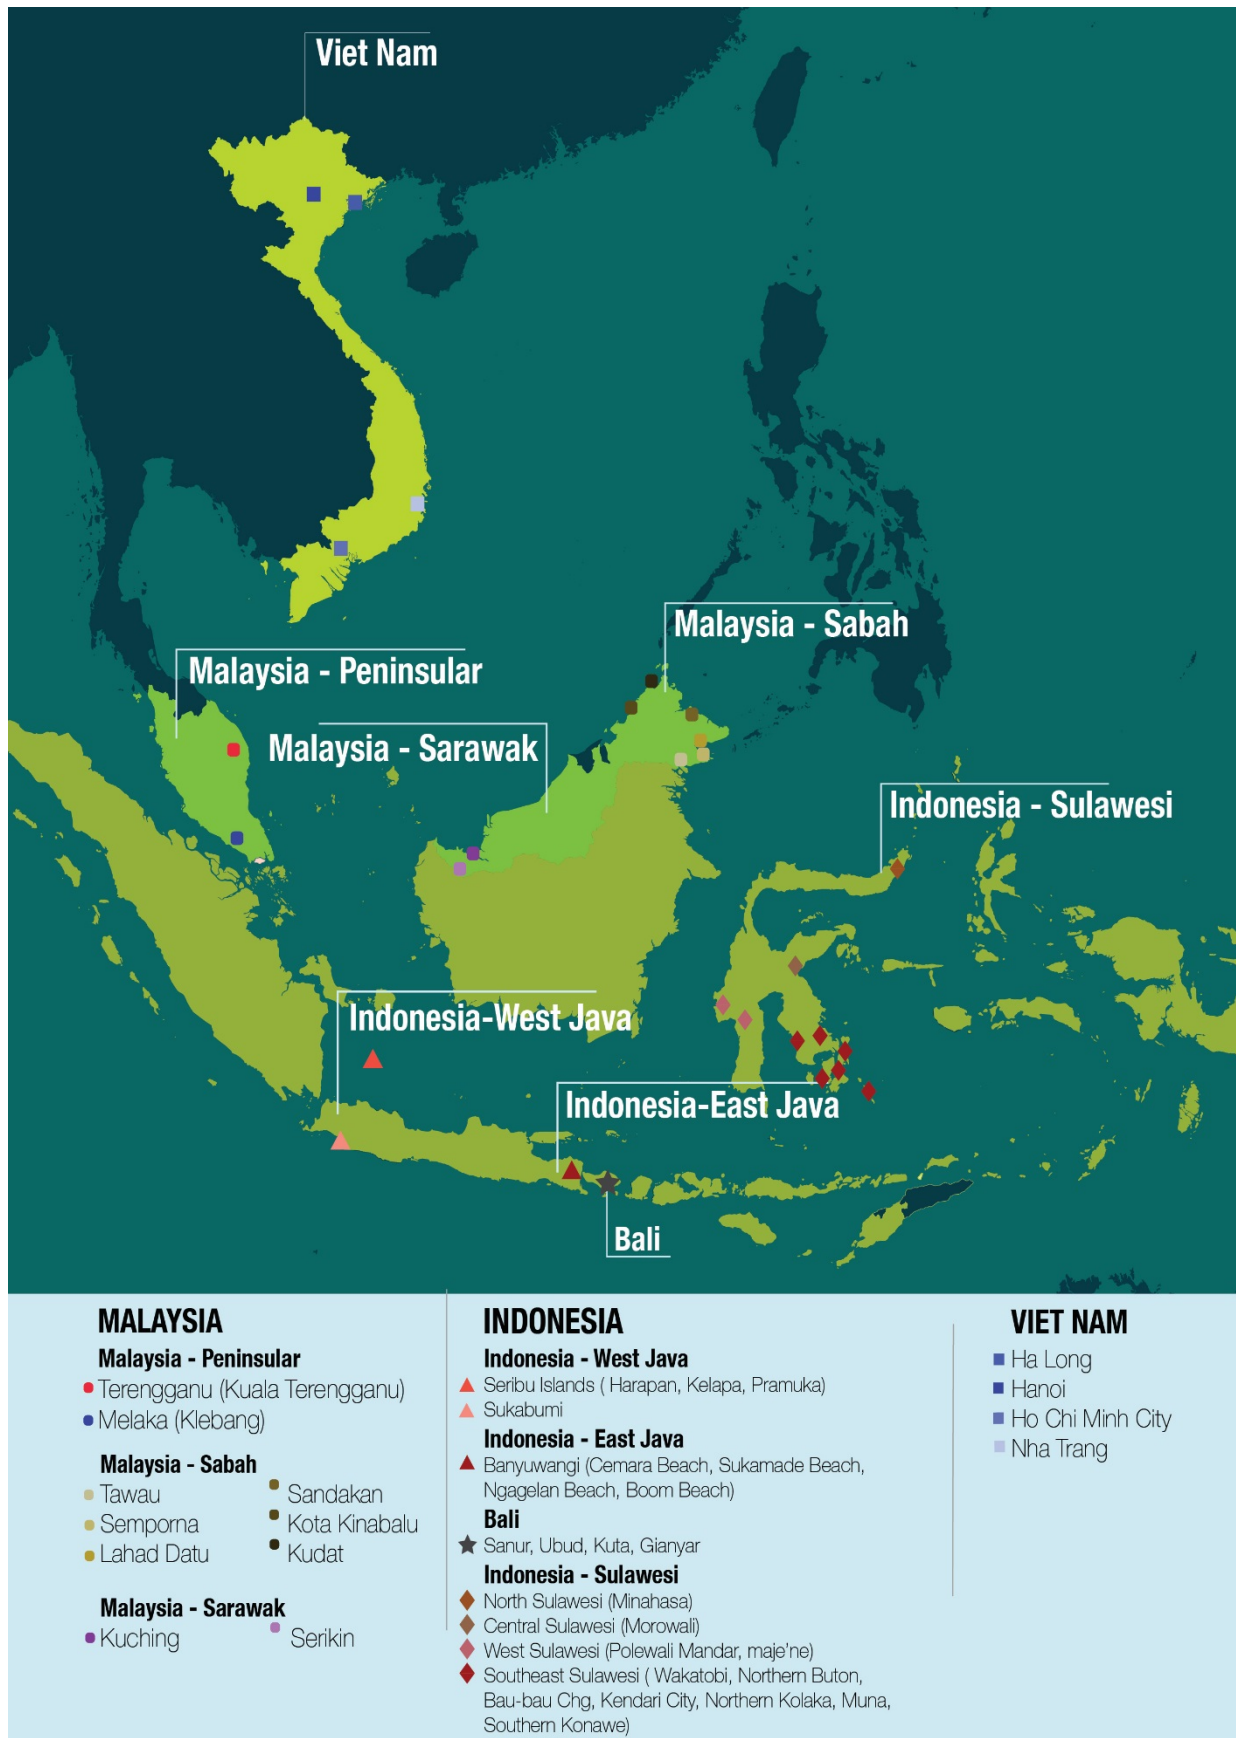 Viet Nam
Malaysia - Sabah
Malaysia - Peninsular
Malaysia - Sarawak
Indonesia - Sulawesi
Indonesia-West Java
Indonesia-East Java
Bali
MALAYSIA
Malaysia - Peninsular
Terengganu (Kuala Terengganu)
Melaka (Klebang)
Malaysia - Sabah
Tawau
Semporna
Lahad Datu
Sandakan
Kota Kinabalu
Kudat
Malaysia - Sarawak
Kuching
Serikin
INDONESIA
Indonesia - West Java
Seribu Islands ( Harapan, Kelapa, Pramuka)
Sukabumi
Indonesia - East Java
Banyuwangi (Cemara Beach, Sukamade Beach,
Ngagelan Beach, Boom Beach)
Bali
Sanur, Ubud, Kuta, Gianyar
Indonesia - Sulawesi
North Sulawesi (Minahasa)
Central Sulawesi (Morowali)
West Sulawesi (Polewali Mandar, maje'ne)
Southeast Sulawesi ( Wakatobi, Northern Buton,
Bau-bau Chg, Kendari City, Northern Kolaka, Muna,
Southern Konawe)
VIET NAM
Ha Long
Hanoi
Ho Chi Minh City
Nha Trang